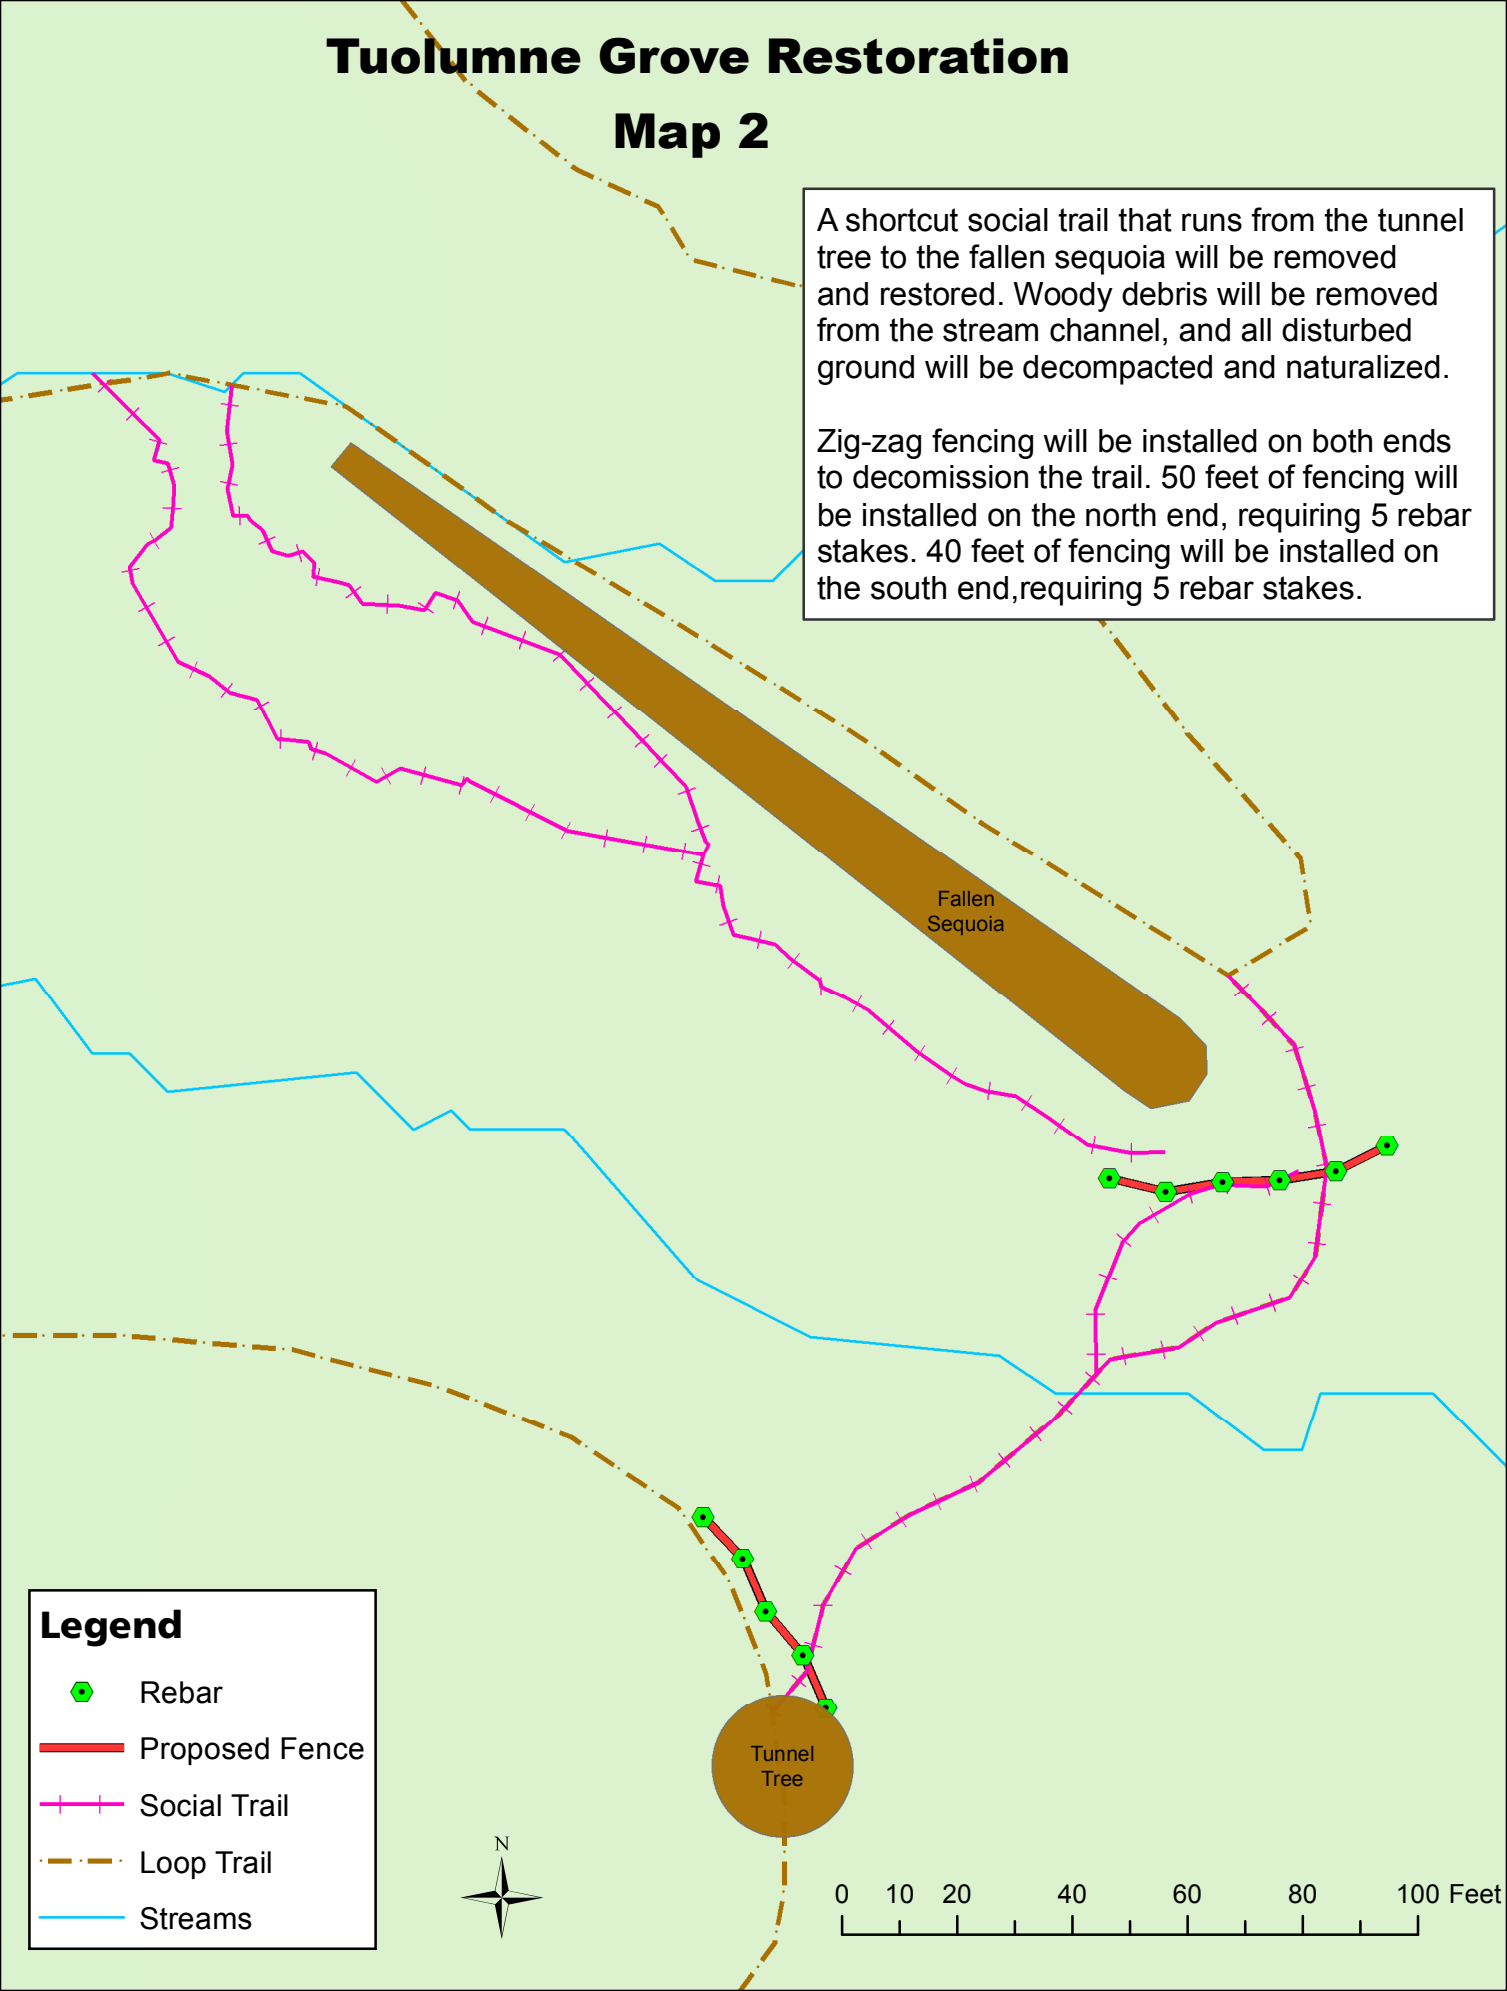 Tuolumne Grove Restoration
Map 2
A shortcut social trail that runs from the tunnel
tree to the fallen sequoia will be removed
and restored. Woody debris will be removed
from the stream channel, and all disturbed
ground will be decompacted and naturalized.
Zig-zag fencing will be installed on both ends
to decomission the trail. 50 feet of fencing will
be installed on the north end, requiring 5 rebar
stakes. 40 feet of fencing will be installed on
the south end,requiring 5 rebar stakes.
Fallen
Sequoia
Tunnel
Tree
Legend
Rebar
Proposed Fence
Social Trail
Loop Trail
Streams
N
0 10 20 40 60 80 100 Feet